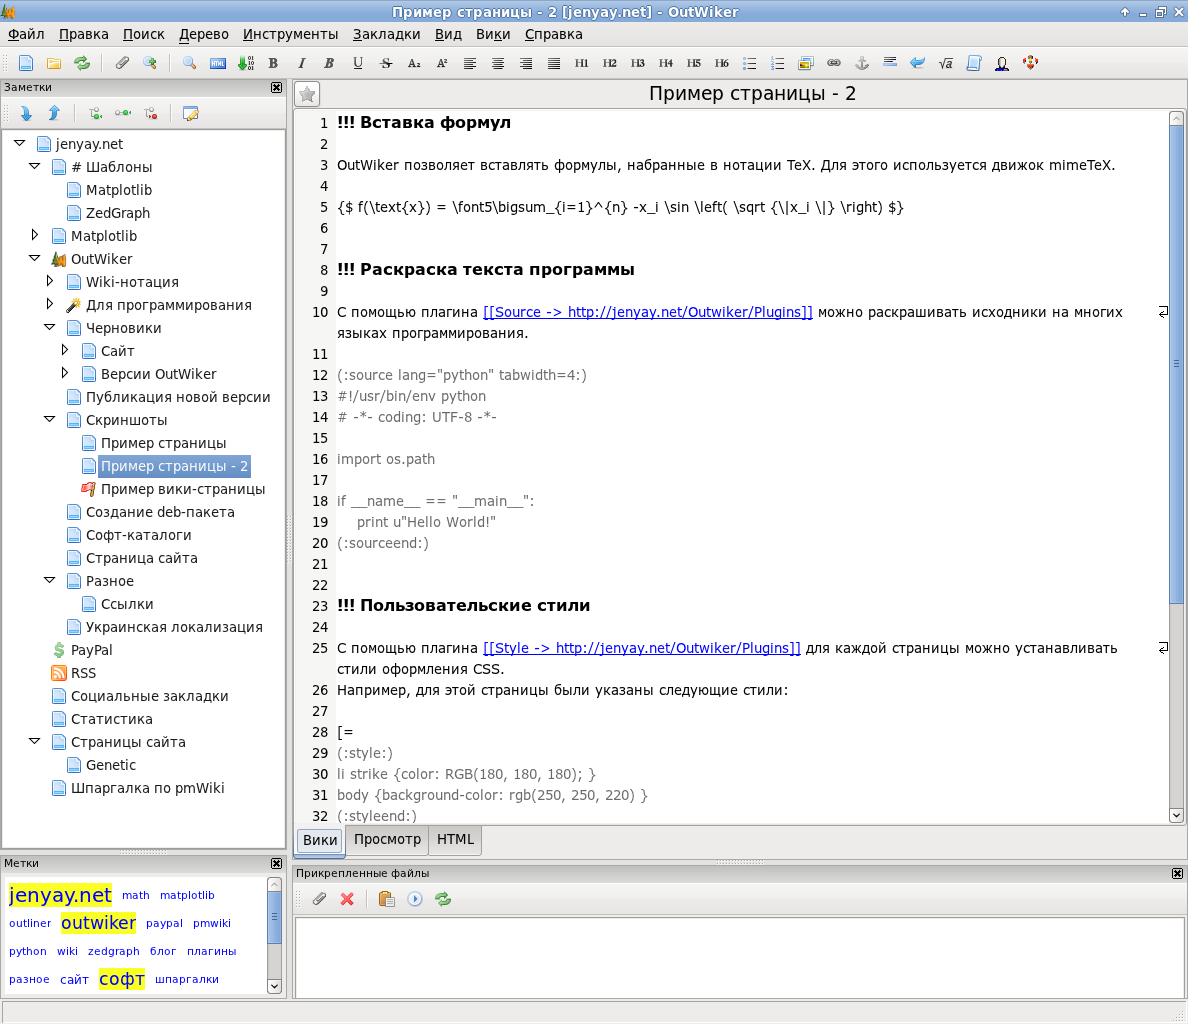 Пример страницы - 2 [jenyay.net] - OutWiker
Файл Правка Поиск Дерево Инструменты Закладки Вид Вики Справка
B I B U S A₂ A² H1 H2 H3 H4 H5 H6 √a
Заметки
jenyay.net
# Шаблоны
Matplotlib
ZedGraph
Matplotlib
OutWiker
Wiki-нотация
Для программирования
Черновики
Сайт
Версии OutWiker
Публикация новой версии
Скриншоты
Пример страницы
Пример страницы - 2
Пример вики-страницы
Создание deb-пакета
Софт-каталоги
Страница сайта
Разное
Ссылки
Украинская локализация
PayPal
RSS
Социальные закладки
Статистика
Страницы сайта
Genetic
Шпаргалка по pmWiki
Метки
jenyay.net math matplotlib
outliner outwiker paypal pmwiki
python wiki zedgraph блог плагины
разное сайт софт шпаргалки
Пример страницы - 2
1 !!! Вставка формул
2
3 OutWiker позволяет вставлять формулы, набранные в нотации TeX. Для этого используется движок mimeTeX.
4
5 {$ f(\text{x}) = \font5\bigsum_{i=1}^{n} -x_i \sin \left( \sqrt {\|x_i \|} \right) $}
6
7
8 !!! Раскраска текста программы
9
10 С помощью плагина [[Source -> http://jenyay.net/Outwiker/Plugins]] можно раскрашивать исходники на многих
языках программирования.
11
12 (:source lang="python" tabwidth=4:)
13 #!/usr/bin/env python
14 # -*- coding: UTF-8 -*-
15
16 import os.path
17
18 if __name__ == "__main__":
19 print u"Hello World!"
20 (:sourceend:)
21
22
23 !!! Пользовательские стили
24
25 С помощью плагина [[Style -> http://jenyay.net/Outwiker/Plugins]] для каждой страницы можно устанавливать
стили оформления CSS.
26 Например, для этой страницы были указаны следующие стили:
27
28 [=
29 (:style:)
30 li strike {color: RGB(180, 180, 180); }
31 body {background-color: rgb(250, 250, 220) }
32 (:styleend:)
Вики Просмотр HTML
Прикрепленные файлы